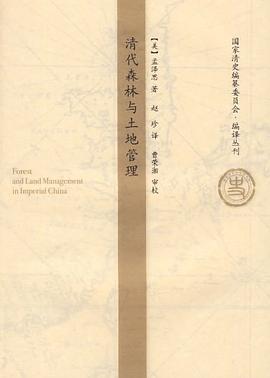 国家清史编纂委员会·编译丛刊
【美】孟泽思 著 赵珍 译 曹荣湘 审校
清代森林与土地管理
Forest
and Land Management
in Imperial China